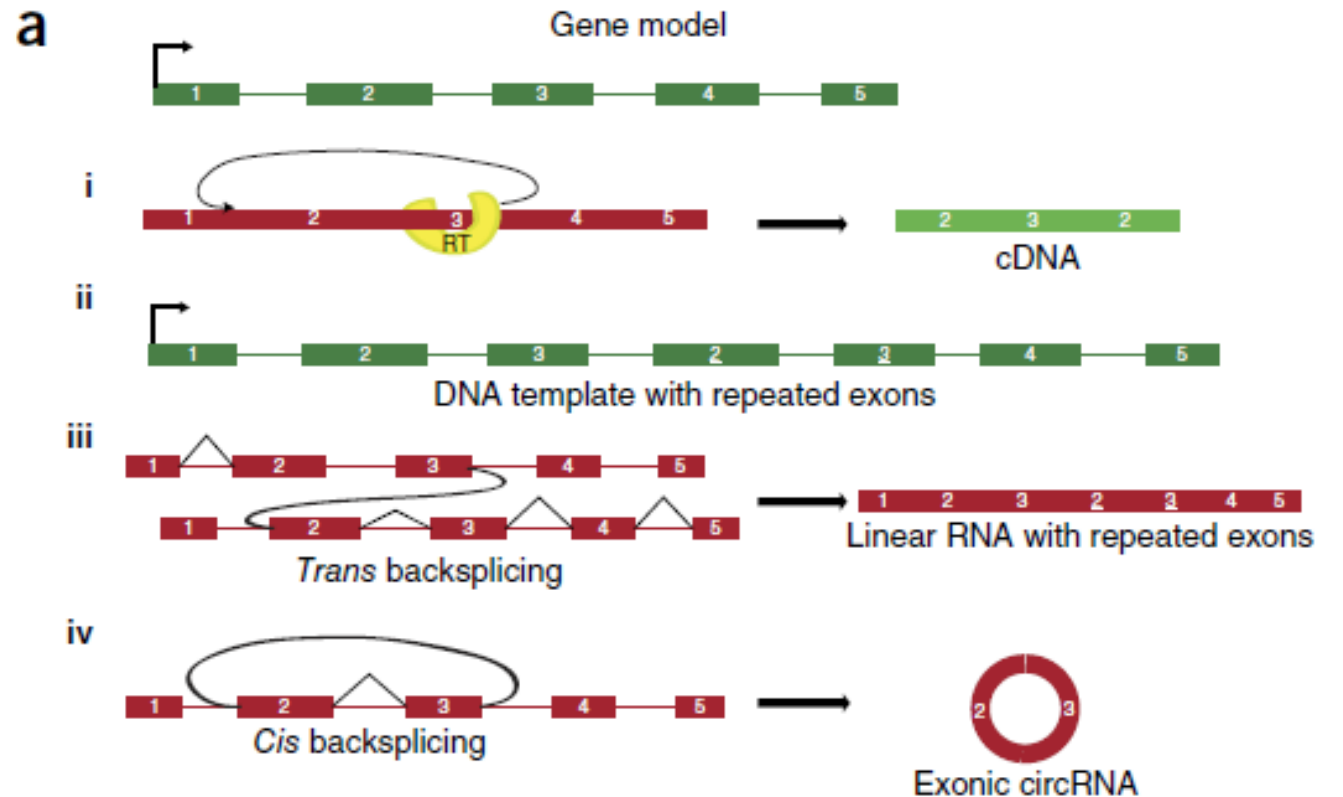 a
Gene model
1 2 3 4 5
i
1 2 3 4 5
RT
2 3 2
cDNA
ii
1 2 3 2 3 4 5
DNA template with repeated exons
iii
1 2 3 4 5
1 2 3 4 5
Trans backsplicing
1 2 3 2 3 4 5
Linear RNA with repeated exons
iv
1 2 3 4 5
Cis backsplicing
2 3
Exonic circRNA